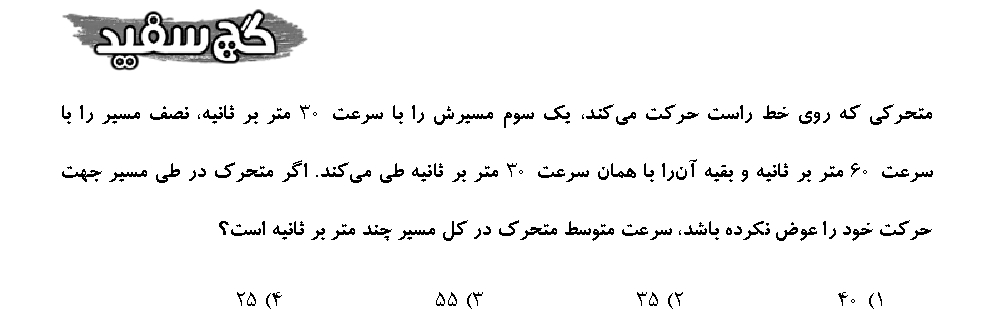 گچ سفید
متحرکی که روی خط راست حرکت می‌کند، یک سوم مسیرش را با سرعت ۳۰ متر بر ثانیه، نصف مسیر را با
سرعت ۶۰ متر بر ثانیه و بقیه آن‌را با همان سرعت ۳۰ متر بر ثانیه طی می‌کند. اگر متحرک در طی مسیر جهت
حرکت خود را عوض نکرده باشد، سرعت متوسط متحرک در کل مسیر چند متر بر ثانیه است؟
۱) ۴۰ ۲) ۳۵ ۳) ۵۵ ۴) ۲۵